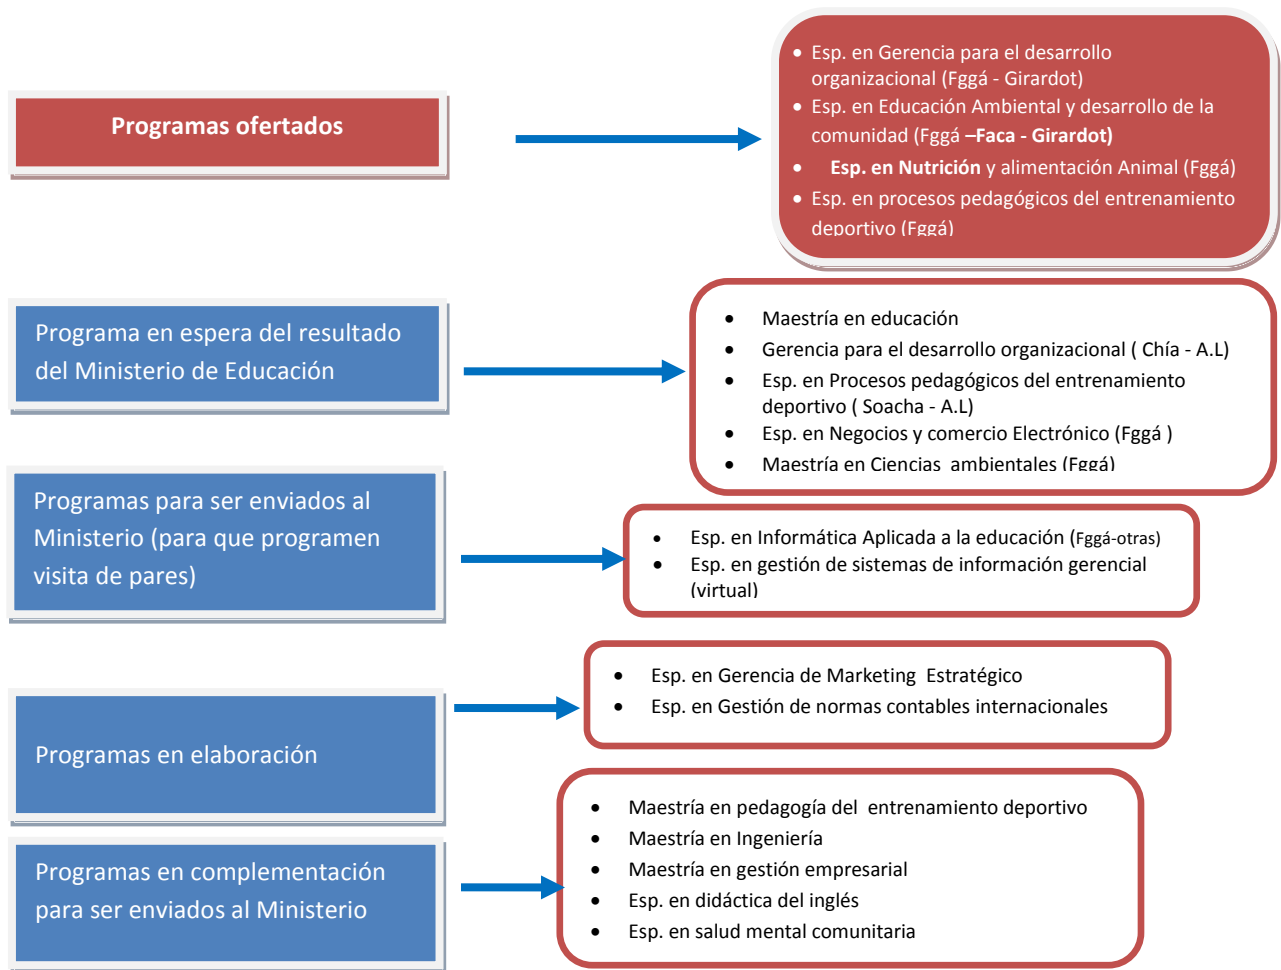 Programas ofertados
• Esp. en Gerencia para el desarrollo
organizacional (Fggá - Girardot)
• Esp. en Educación Ambiental y desarrollo de la
comunidad (Fggá –Faca - Girardot)
• Esp. en Nutrición y alimentación Animal (Fggá)
• Esp. en procesos pedagógicos del entrenamiento
deportivo (Fggá)
Programa en espera del resultado
del Ministerio de Educación
• Maestría en educación
• Gerencia para el desarrollo organizacional ( Chía - A.L)
• Esp. en Procesos pedagógicos del entrenamiento
deportivo ( Soacha - A.L)
• Esp. en Negocios y comercio Electrónico (Fggá )
• Maestría en Ciencias ambientales (Fggá)
Programas para ser enviados al
Ministerio (para que programen
visita de pares)
• Esp. en Informática Aplicada a la educación (Fggá-otras)
• Esp. en gestión de sistemas de información gerencial
(virtual)
Programas en elaboración
• Esp. en Gerencia de Marketing Estratégico
• Esp. en Gestión de normas contables internacionales
Programas en complementación
para ser enviados al Ministerio
• Maestría en pedagogía del entrenamiento deportivo
• Maestría en Ingeniería
• Maestría en gestión empresarial
• Esp. en didáctica del inglés
• Esp. en salud mental comunitaria